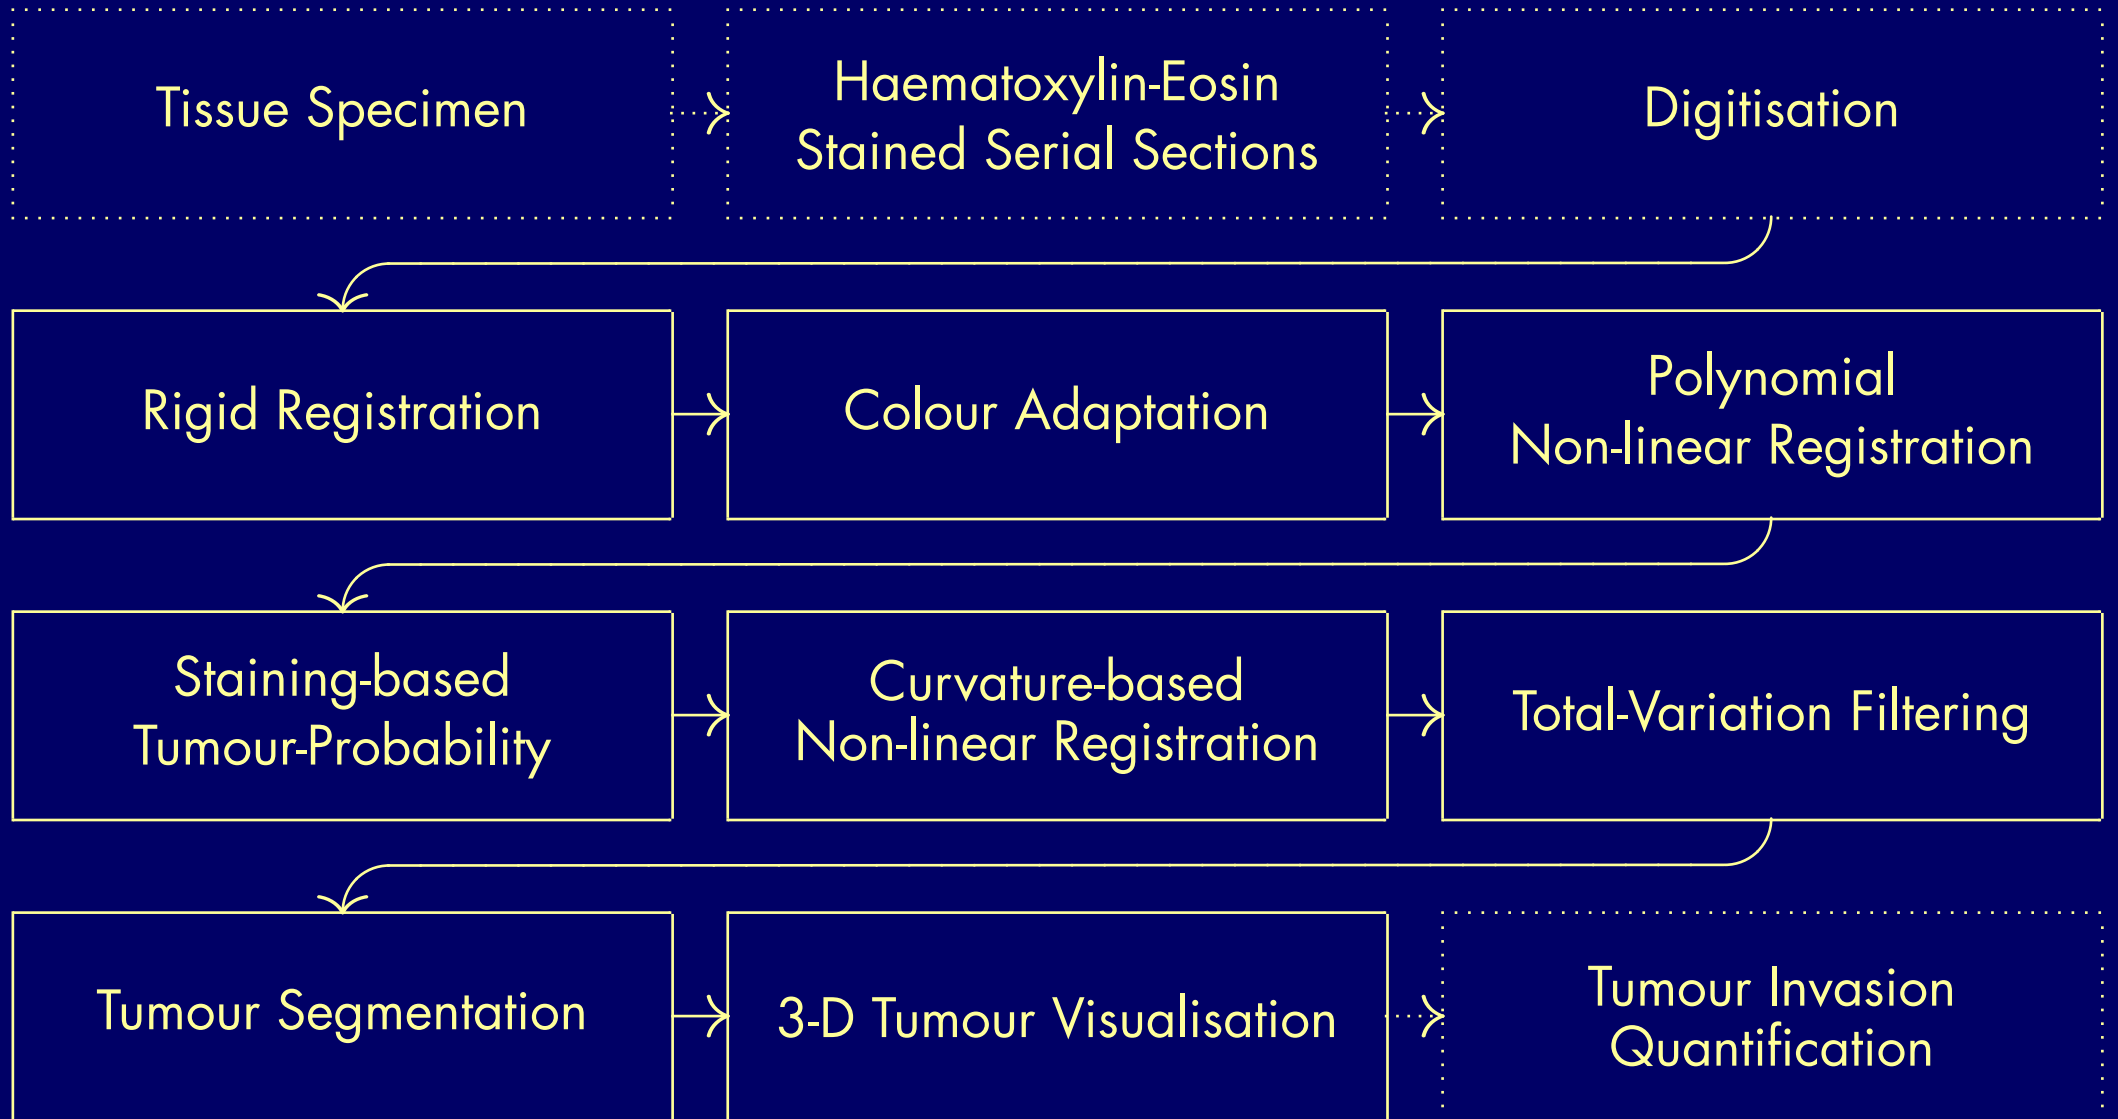 Tissue Specimen
Haematoxylin-Eosin
Stained Serial Sections
Digitisation
Rigid Registration
Colour Adaptation
Polynomial
Non-linear Registration
Staining-based
Tumour-Probability
Curvature-based
Non-linear Registration
Total-Variation Filtering
Tumour Segmentation
3-D Tumour Visualisation
Tumour Invasion
Quantification